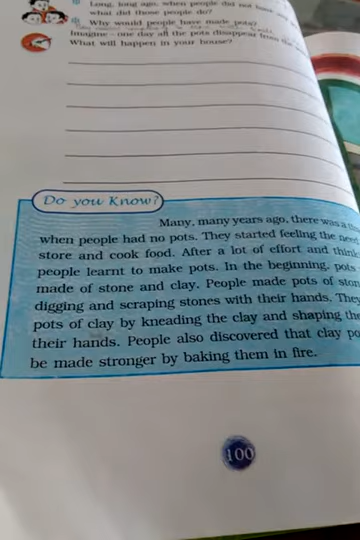 Long, long ago, when people did not have any
what did those people do?
Why would people have made pots?
Imagine - one day all the pots disappear from the
What will happen in your house?
Do you Know?
Many, many years ago, there was a
when people had no pots. They started feeling the need
store and cook food. After a lot of effort and think
people learnt to make pots. In the beginning, pots
made of stone and clay. People made pots of ston
digging and scraping stones with their hands. They
pots of clay by kneading the clay and shaping the
their hands. People also discovered that clay po
be made stronger by baking them in fire.
100